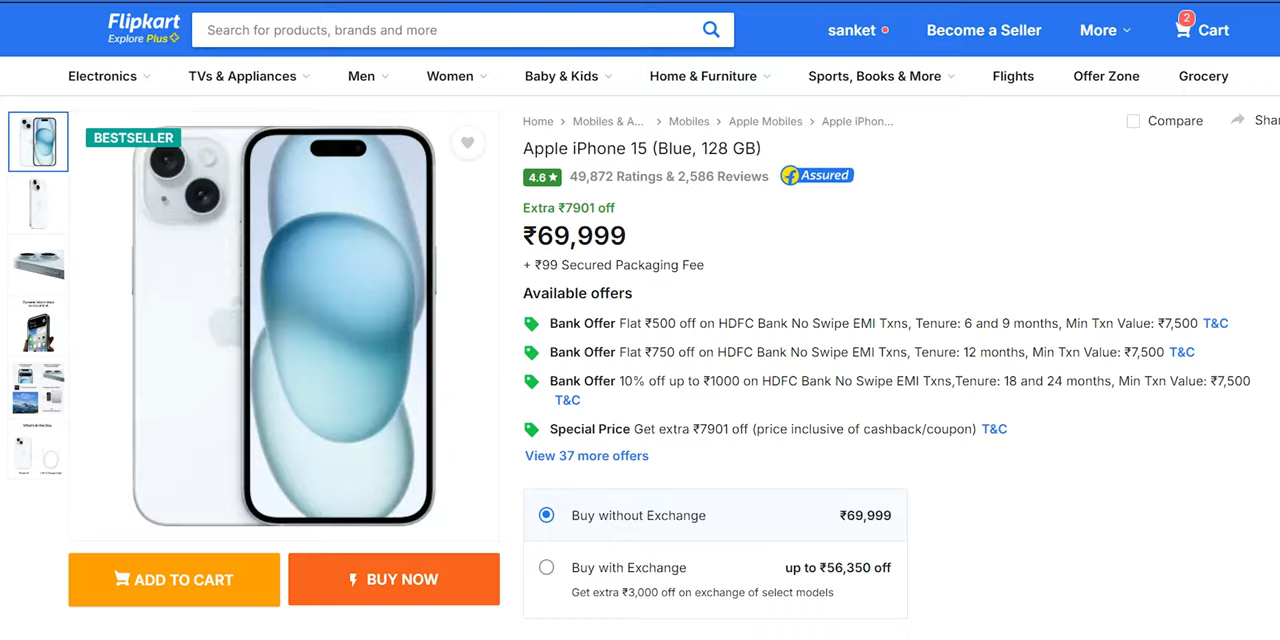 Flipkart
Explore Plus
Search for products, brands and more
sanket
Become a Seller
More
2
Cart
Electronics
TVs & Appliances
Men
Women
Baby & Kids
Home & Furniture
Sports, Books & More
Flights
Offer Zone
Grocery
BESTSELLER
Home
Mobiles & A...
Mobiles
Apple Mobiles
Apple iPhon...
Compare
Shar
Apple iPhone 15 (Blue, 128 GB)
4.6★
49,872 Ratings & 2,586 Reviews
Assured
Extra ₹7901 off
₹69,999
+ ₹99 Secured Packaging Fee
Available offers
Bank Offer Flat ₹500 off on HDFC Bank No Swipe EMI Txns, Tenure: 6 and 9 months, Min Txn Value: ₹7,500 T&C
Bank Offer Flat ₹750 off on HDFC Bank No Swipe EMI Txns, Tenure: 12 months, Min Txn Value: ₹7,500 T&C
Bank Offer 10% off up to ₹1000 on HDFC Bank No Swipe EMI Txns,Tenure: 18 and 24 months, Min Txn Value: ₹7,500
T&C
Special Price Get extra ₹7901 off (price inclusive of cashback/coupon) T&C
View 37 more offers
Buy without Exchange
₹69,999
Buy with Exchange
up to ₹56,350 off
Get extra ₹3,000 off on exchange of select models
ADD TO CART
BUY NOW